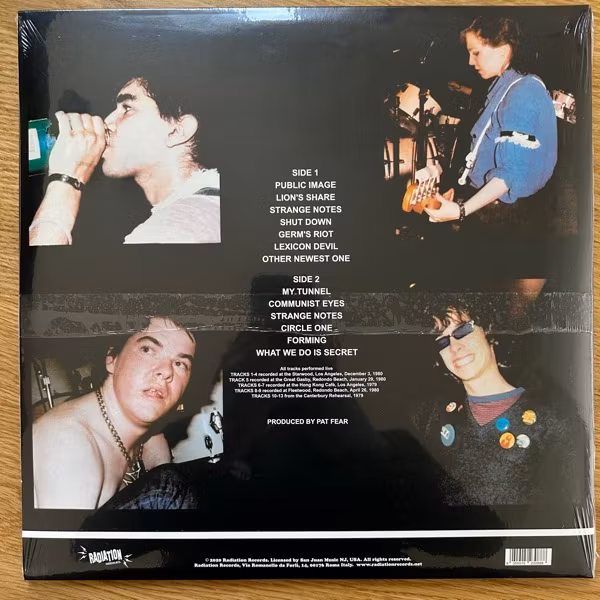 SIDE 1
PUBLIC IMAGE
LION'S SHARE
STRANGE NOTES
SHUT DOWN
GERM'S RIOT
LEXICON DEVIL
OTHER NEWEST ONE
SIDE 2
MY TUNNEL
COMMUNIST EYES
STRANGE NOTES
CIRCLE ONE
FORMING
WHAT WE DO IS SECRET
All tracks performed live
TRACKS 1-4 recorded at the Starwood, Los Angeles, December 3, 1980
TRACK 5 recorded at the Great Gasby, Redondo Beach, January 29, 1980
TRACKS 6-7 recorded at the Hong Kong Café, Los Angeles, 1979
TRACKS 8-9 recorded at Fleetwood, Redondo Beach, April 26, 1980
TRACKS 10-13 from the Canterbury Rehearsal, 1979
PRODUCED BY PAT FEAR
RADIATION
© 2020 Radiation Records. Licensed by San Juan Music NJ, USA. All rights reserved.
Radiation Records, Via Romanello da Forlì, 14, 00176 Roma Italy. www.radiationrecords.net